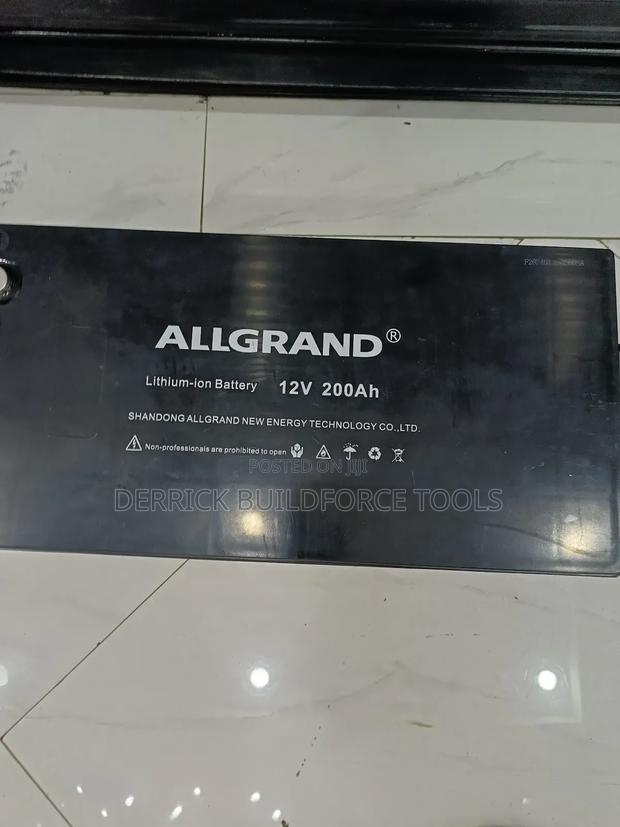 ALLGRAND®
Lithium-ion Battery 12V 200Ah
SHANDONG ALLGRAND NEW ENERGY TECHNOLOGY CO.,LTD.
Non-professionals are prohibited to open
POSTED ON JIJI
DERRICK BUILDFORCE TOOLS